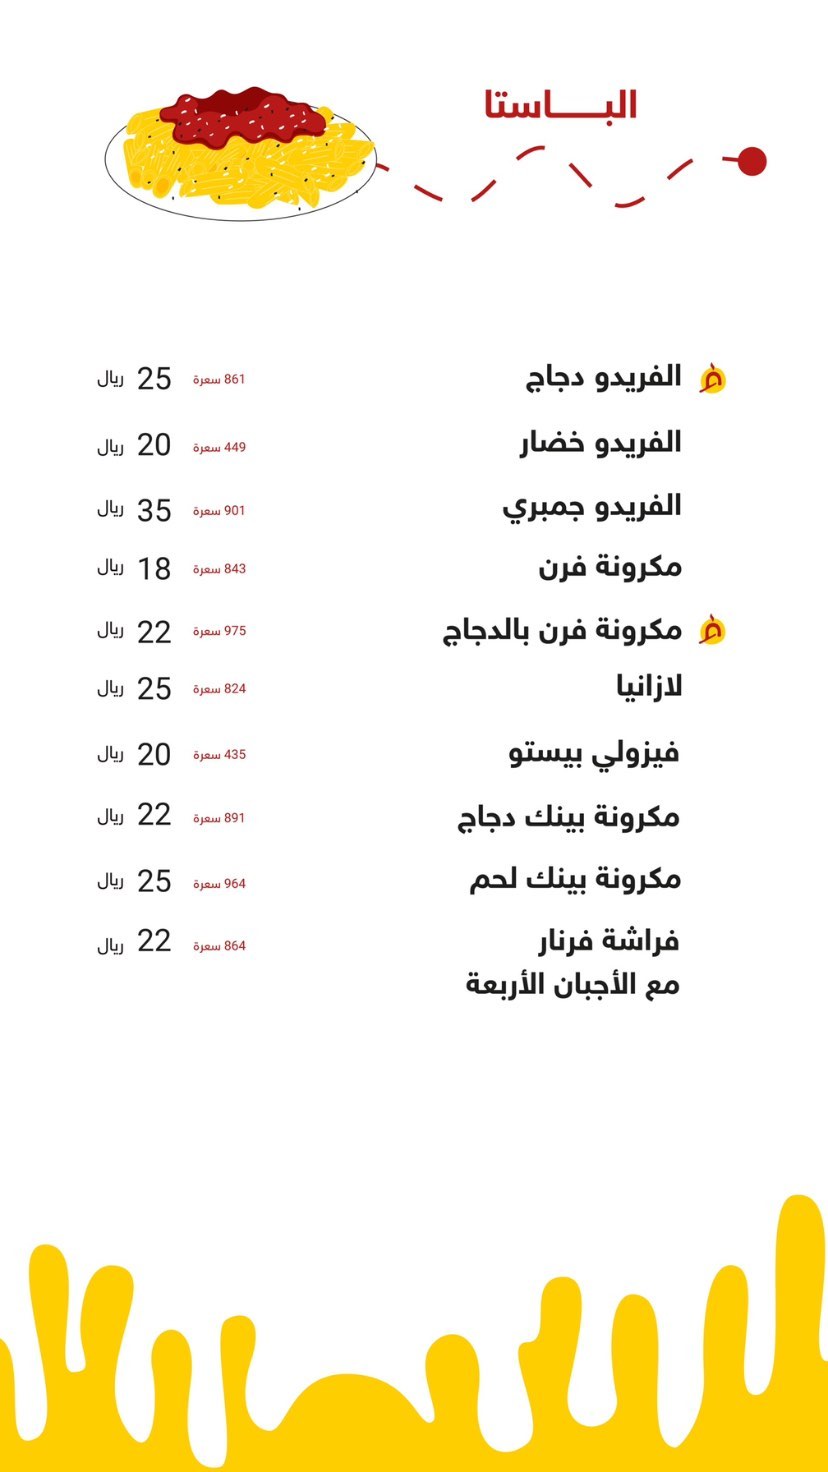 البـــاستا
الفريدو دجاج 861 سعرة 25 ريال
الفريدو خضار 449 سعرة 20 ريال
الفريدو جمبري 901 سعرة 35 ريال
مكرونة فرن 843 سعرة 18 ريال
مكرونة فرن بالدجاج 975 سعرة 22 ريال
لازانيا 824 سعرة 25 ريال
فيزولي بيستو 435 سعرة 20 ريال
مكرونة بينك دجاج 891 سعرة 22 ريال
مكرونة بينك لحم 964 سعرة 25 ريال
فراشة فرنار 864 سعرة 22 ريال
مع الأجبان الأربعة